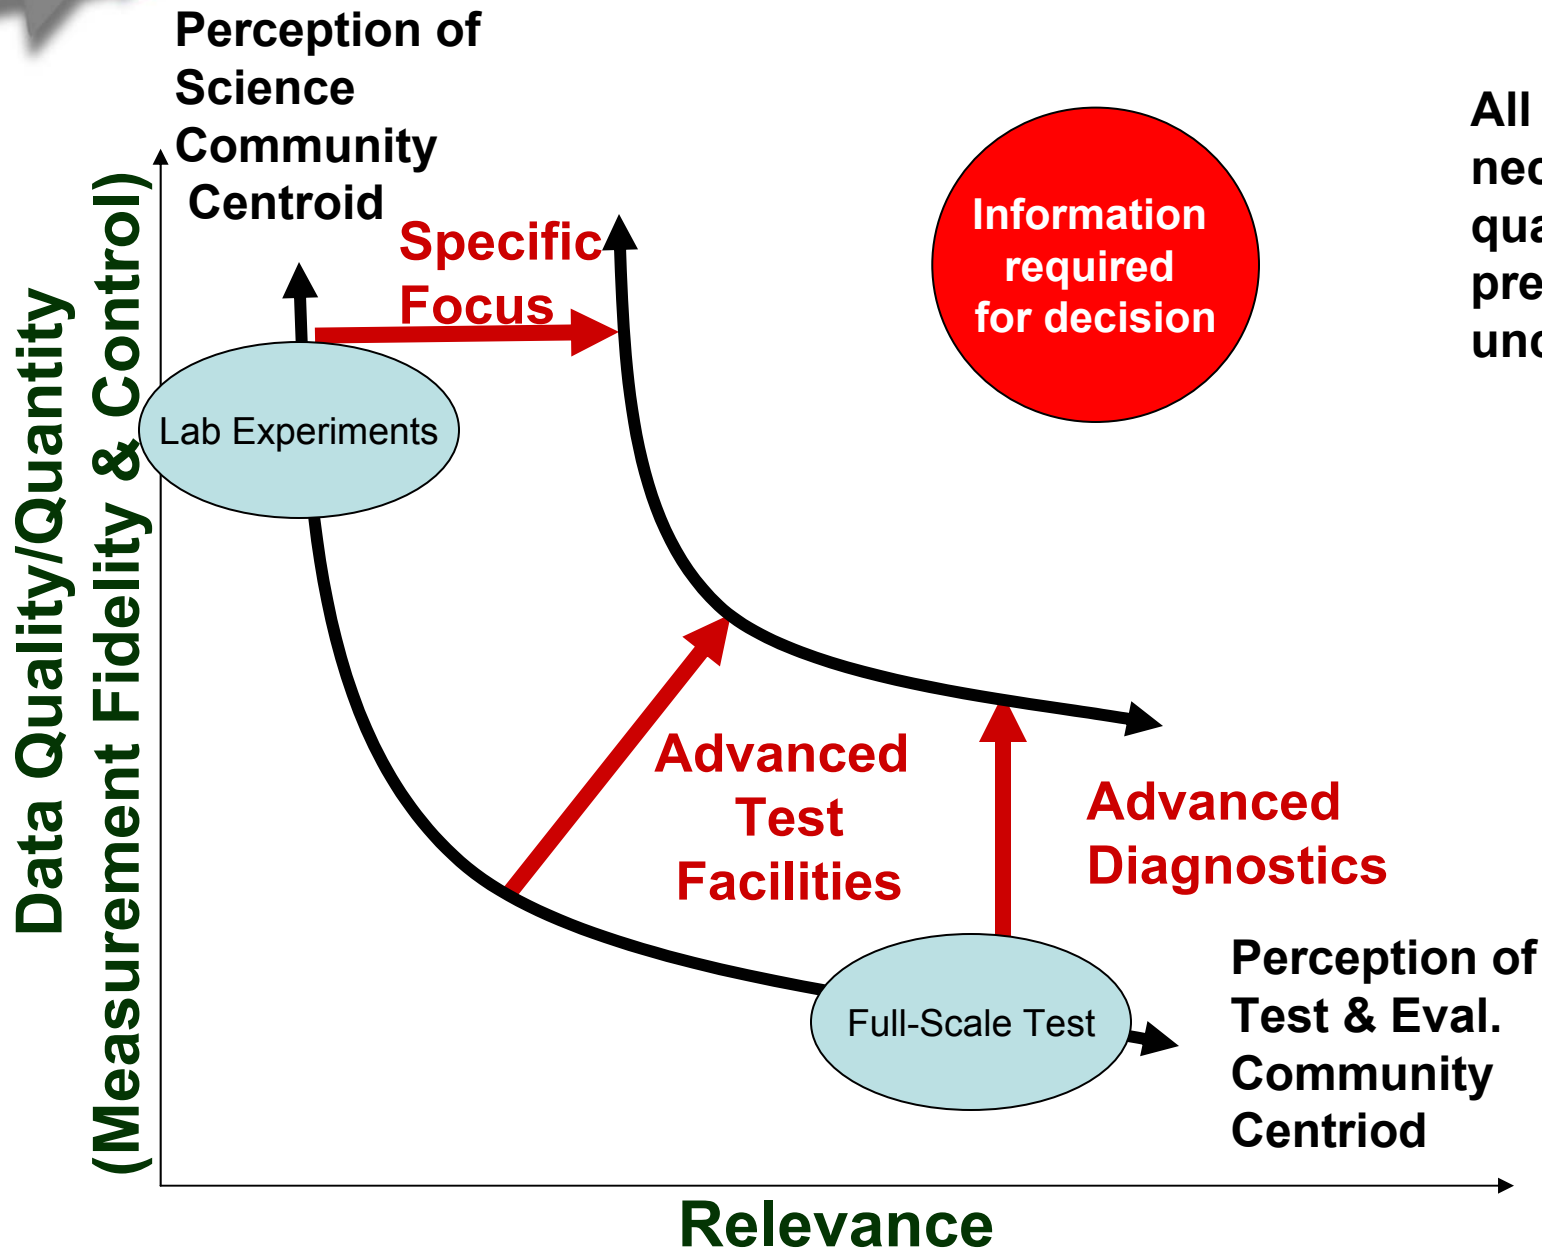 Perception of
Science
Community
Centroid
Specific
Focus
Information
required
for decision
All
Lab Experiments
Data Quality/Quantity
(Measurement Fidelity & Control)
Advanced
Test
Facilities
Advanced
Diagnostics
Full-Scale Test
Perception of
Test & Eval.
Community
Centriod
Relevance